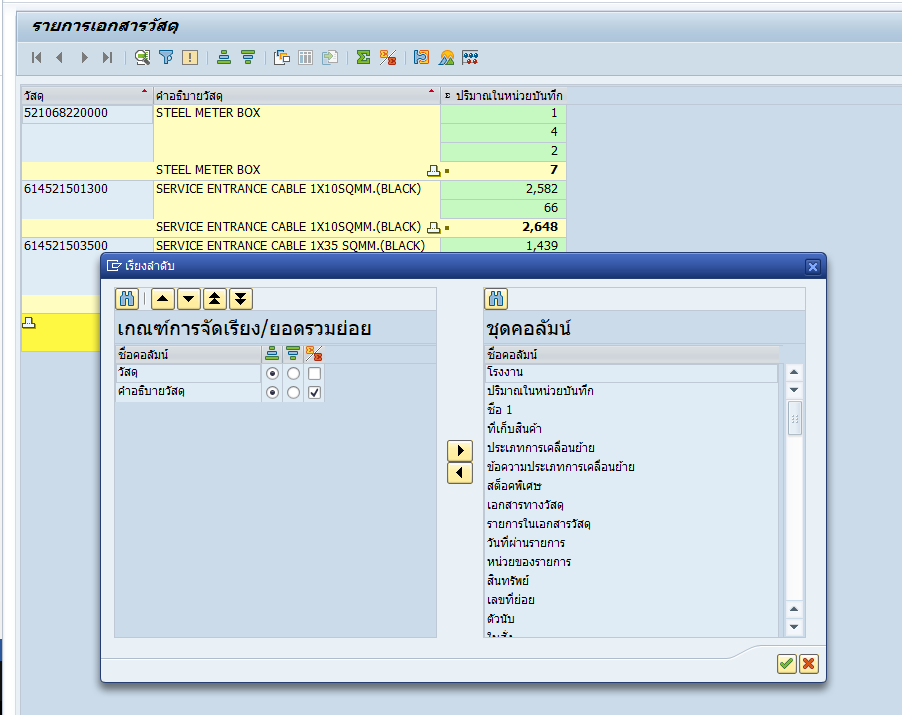 รายการเอกสารวัสดุ
วัสดุ คำอธิบายวัสดุ Σ ปริมาณในหน่วยบันทึก
521068220000 STEEL METER BOX 1
4
2
STEEL METER BOX 7
614521501300 SERVICE ENTRANCE CABLE 1X10SQMM.(BLACK) 2,582
66
SERVICE ENTRANCE CABLE 1X10SQMM.(BLACK) 2,648
614521503500 SERVICE ENTRANCE CABLE 1X35 SQMM.(BLACK) 1,439
เรียงลำดับ
เกณฑ์การจัดเรียง/ยอดรวมย่อย
ชื่อคอลัมน์
วัสดุ
คำอธิบายวัสดุ
ชุดคอลัมน์
ชื่อคอลัมน์
โรงงาน
ปริมาณในหน่วยบันทึก
ชื่อ 1
ที่เก็บสินค้า
ประเภทการเคลื่อนย้าย
ข้อความประเภทการเคลื่อนย้าย
สต็อคพิเศษ
เอกสารทางวัสดุ
รายการในเอกสารวัสดุ
วันที่ผ่านรายการ
หน่วยของรายการ
สินทรัพย์
เลขที่ย่อย
ตัวนับ